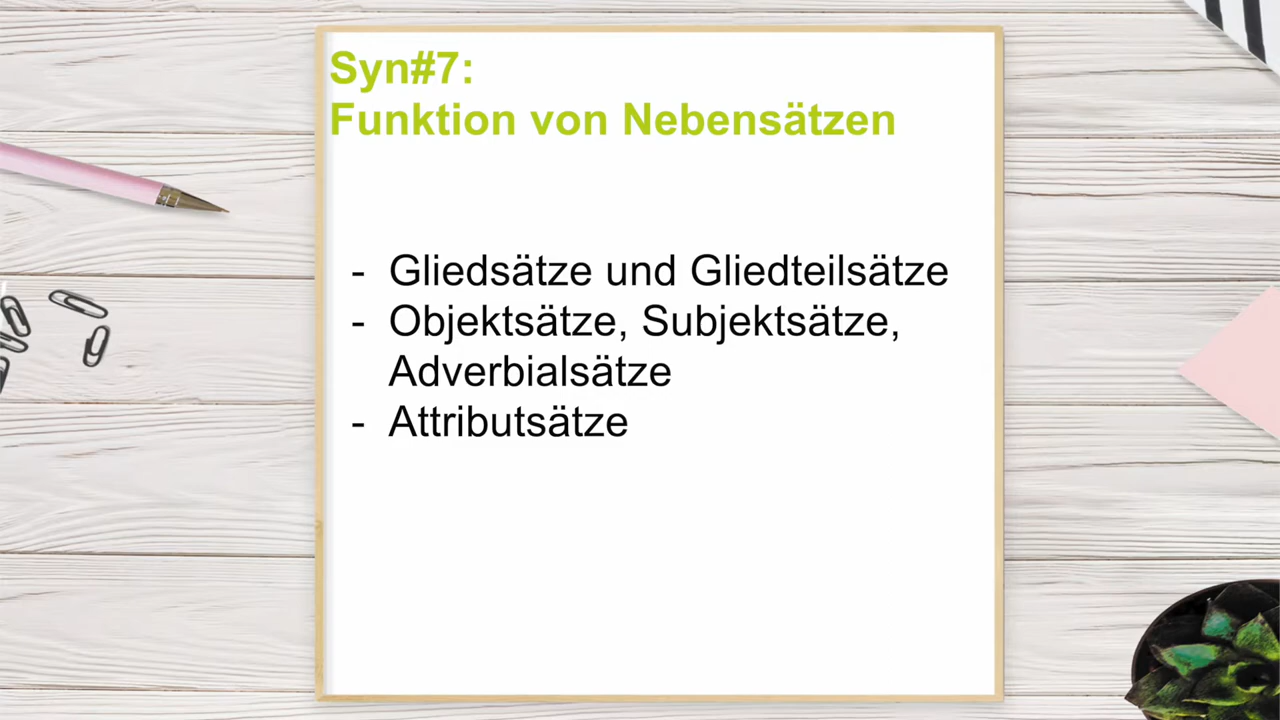 Syn#7:
Funktion von Nebensätzen
- Gliedsätze und Gliedteilsätze
- Objektsätze, Subjektsätze,
Adverbialsätze
- Attributsätze